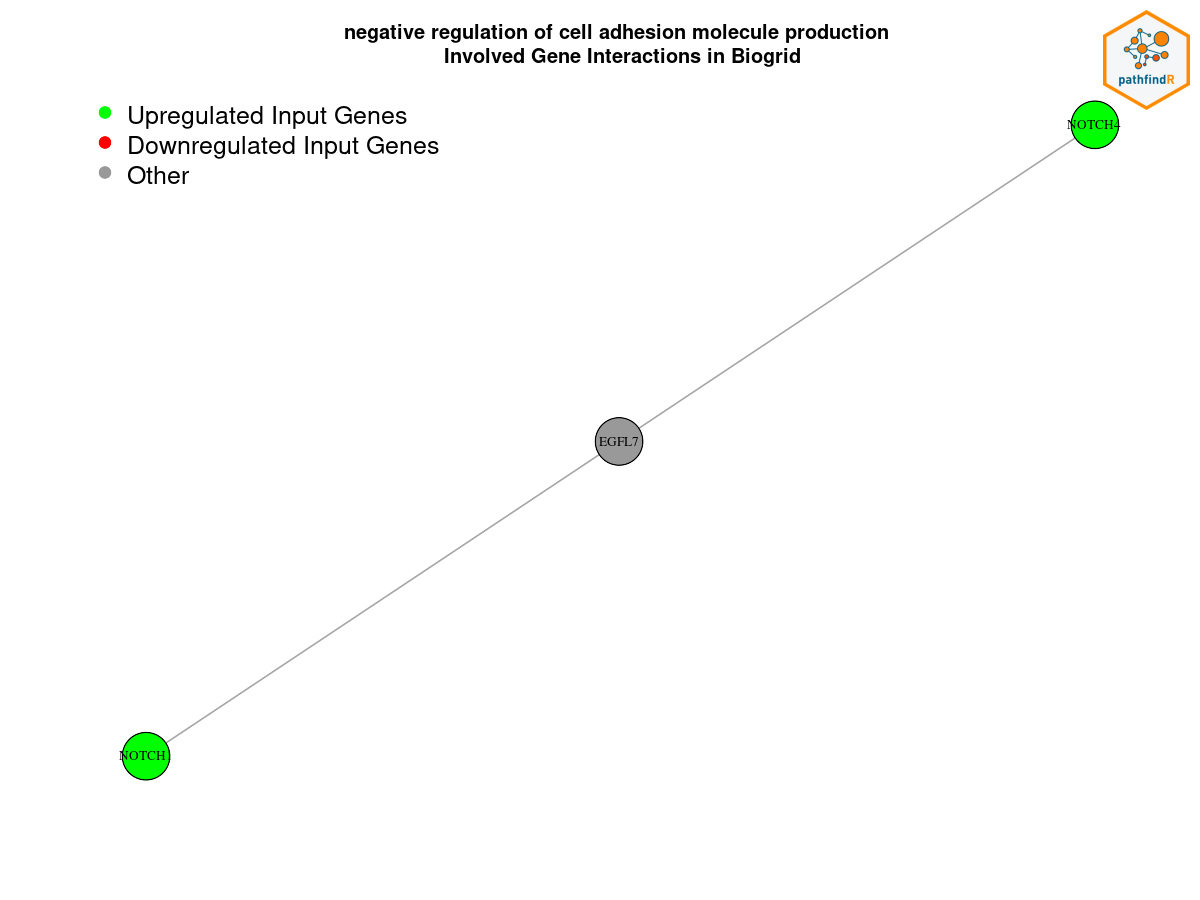 negative regulation of cell adhesion molecule production
Involved Gene Interactions in Biogrid
pathfindR
Upregulated Input Genes
Downregulated Input Genes
Other
NOTCH4
EGFL7
NOTCH